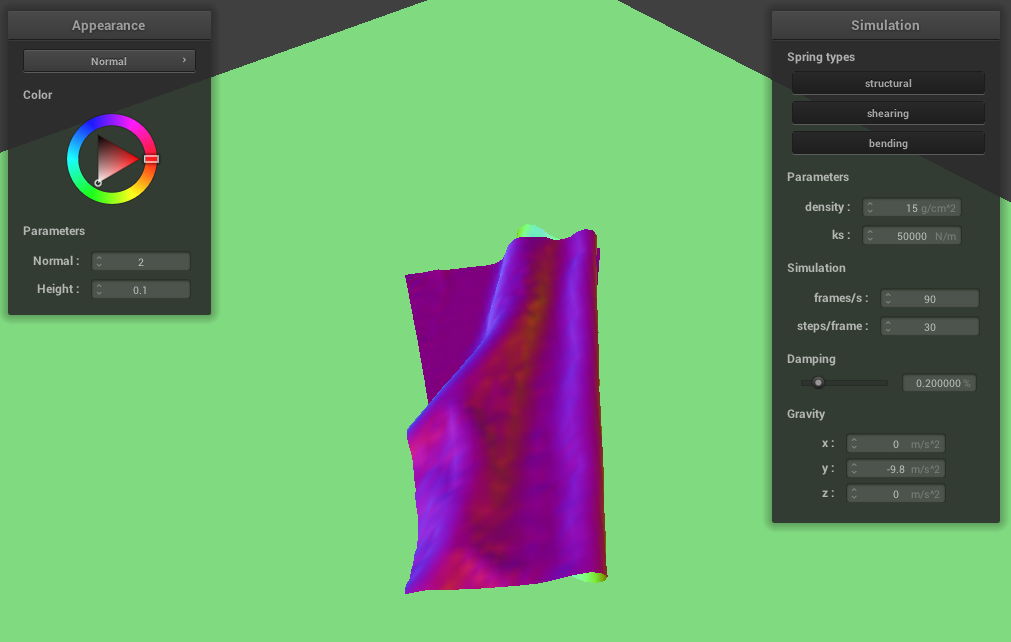 Appearance
Normal
Color
Parameters
Normal : 2
Height : 0.1
Simulation
Spring types
structural
shearing
bending
Parameters
density : 15 g/cm^2
ks : 50000 N/m
Simulation
frames/s : 90
steps/frame : 30
Damping
0.200000 %
Gravity
x : 0 m/s^2
y : -9.8 m/s^2
z : 0 m/s^2